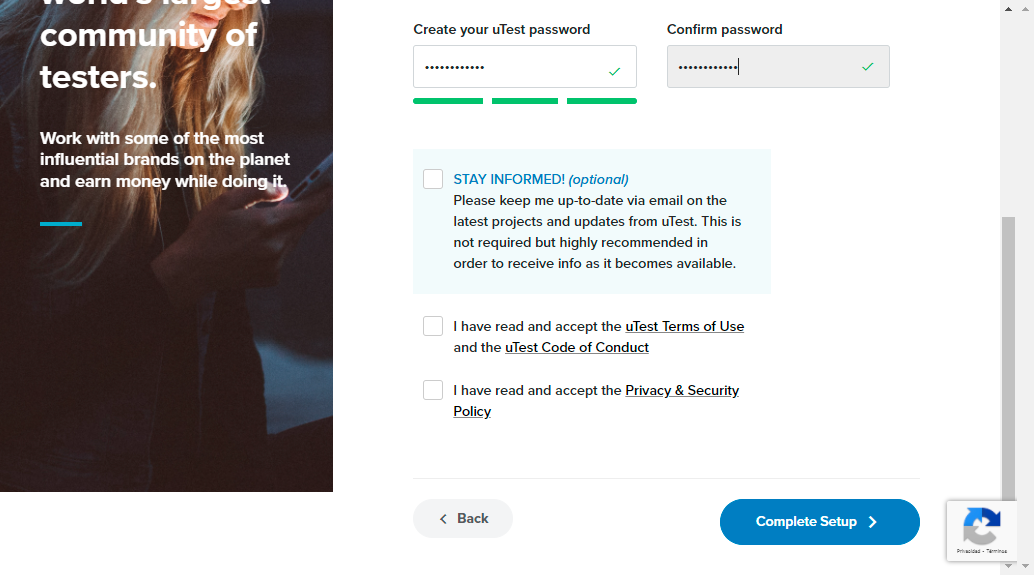 world's largest
community of
testers.
Work with some of the most
influential brands on the planet
and earn money while doing it.
Create your uTest password
Confirm password
••••••••••••
••••••••••••
STAY INFORMED! (optional)
Please keep me up-to-date via email on the
latest projects and updates from uTest. This is
not required but highly recommended in
order to receive info as it becomes available.
I have read and accept the uTest Terms of Use
and the uTest Code of Conduct
I have read and accept the Privacy & Security
Policy
Back
Complete Setup
Privacidad - Términos